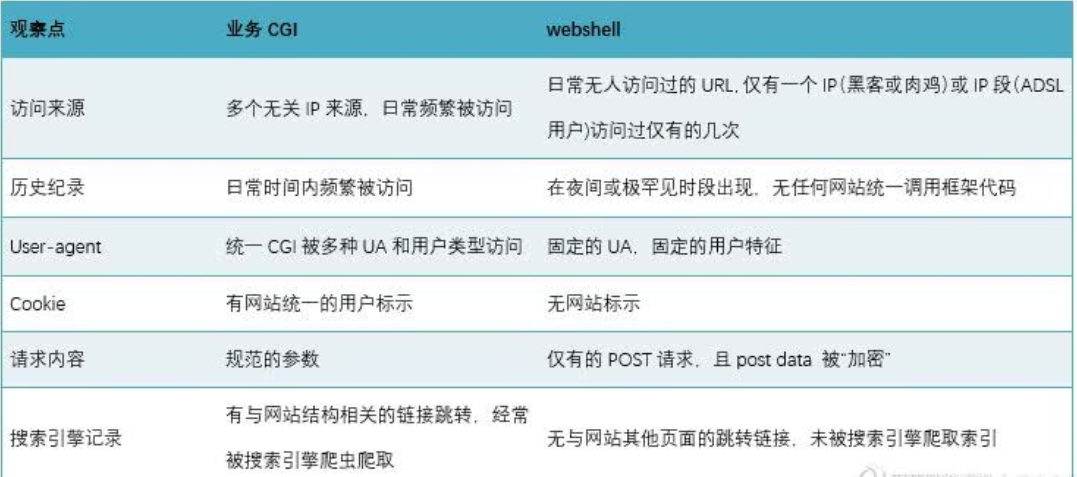 观察点
业务 CGI
webshell
访问来源
多个无关 IP 来源，日常频繁被访问
日常无人访问过的 URL，仅有一个 IP（黑客或肉鸡）或 IP 段（ADSL
用户)访问过仅有的几次
历史纪录
日常时间内频繁被访问
在夜间或极罕见时段出现，无任何网站统一调用框架代码
User-agent
统一 CGI 被多种 UA 和用户类型访问
固定的 UA，固定的用户特征
Cookie
有网站统一的用户标示
无网站标示
请求内容
规范的参数
仅有的 POST 请求，且 post data 被“加密”
搜索引擎记录
有与网站结构相关的链接跳转，经常
被搜索引擎爬虫爬取
无与网站其他页面的跳转链接，未被搜索引擎爬取索引